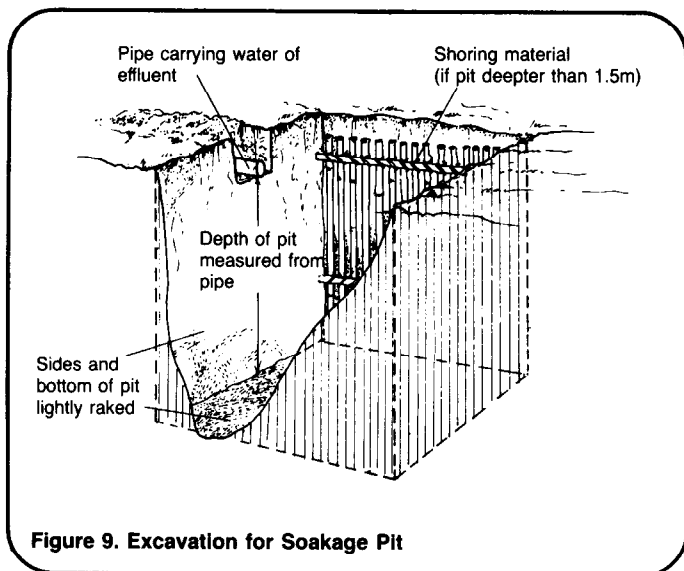 Pipe carrying water of
effluent
Shoring material
(if pit deepter than 1.5m)
Depth of pit
measured from
pipe
Sides and
bottom of pit
lightly raked
Figure 9. Excavation for Soakage Pit